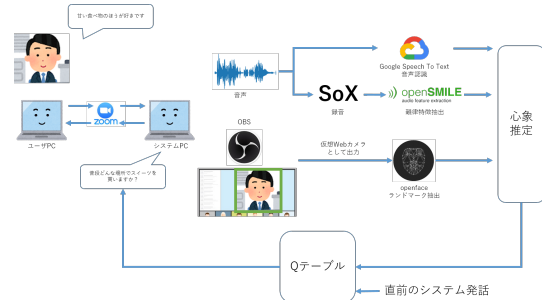 甘い食べ物のほうが好きです
zoom
ユーザPC
システムPC
普段どんな場所でスイーツを
買いますか?
音声
Google Speech To Text
音声認識
SoX
録音
openSMILE
audio feature extraction
韻律特徴抽出
OBS
仮想Webカメラ
として出力
openface
ランドマーク抽出
心象
推定
Qテーブル
直前のシステム発話